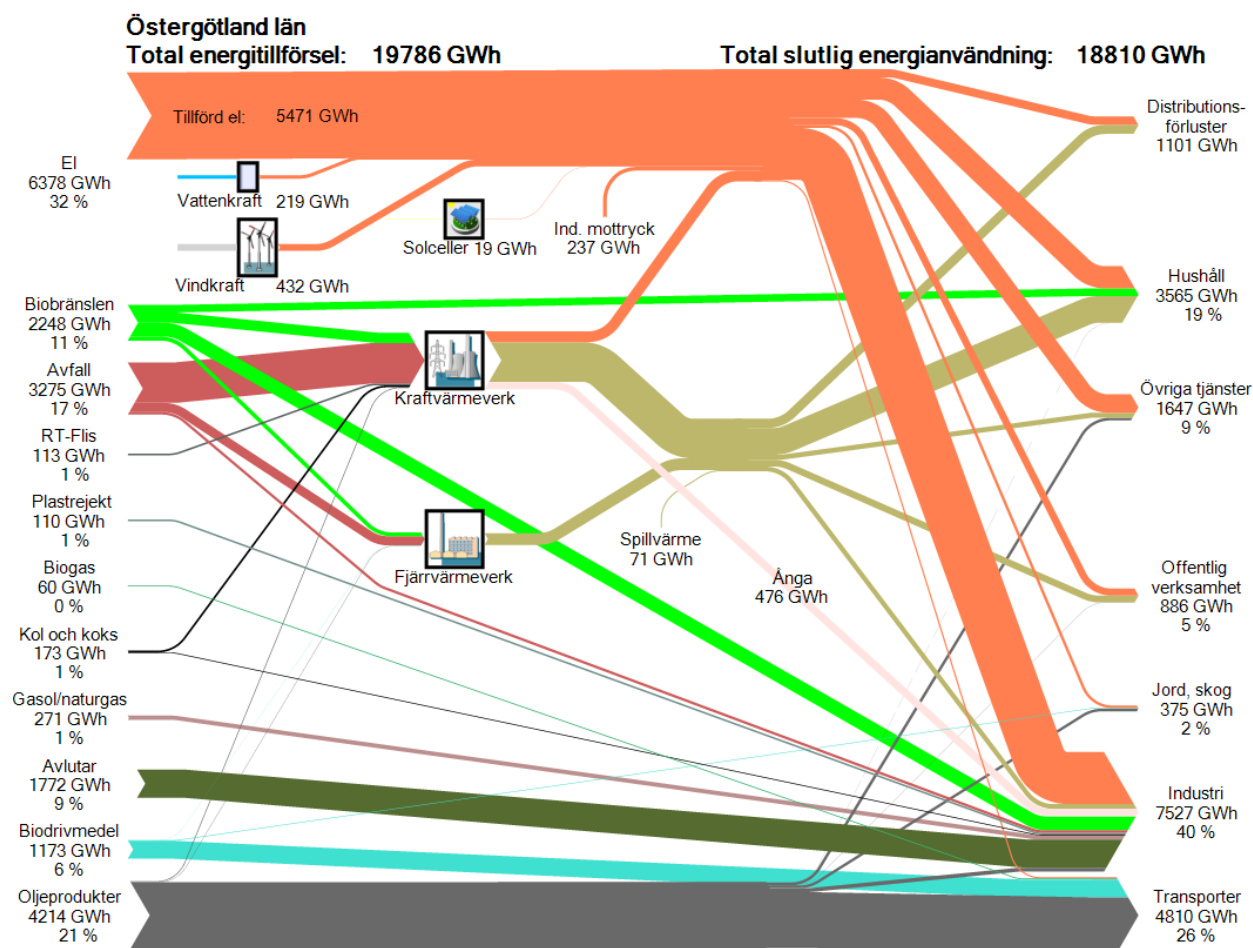 Östergötland län
Total energitillförsel: 19786 GWh
Total slutlig energianvändning: 18810 GWh
Tillförd el: 5471 GWh
El
6378 GWh
32 %
Vattenkraft 219 GWh
Vindkraft 432 GWh
Solceller 19 GWh
Ind. mottryck
237 GWh
Biobränslen
2248 GWh
11 %
Avfall
3275 GWh
17 %
RT-Flis
113 GWh
1 %
Plastrejekt
110 GWh
1 %
Biogas
60 GWh
0 %
Kol och koks
173 GWh
1 %
Gasol/naturgas
271 GWh
1 %
Avlutar
1772 GWh
9 %
Biodrivmedel
1173 GWh
6 %
Oljeprodukter
4214 GWh
21 %
Kraftvärmeverk
Fjärrvärmeverk
Spillvärme
71 GWh
Ånga
476 GWh
Distributions-
förluster
1101 GWh
Hushåll
3565 GWh
19 %
Övriga tjänster
1647 GWh
9 %
Offentlig
verksamhet
886 GWh
5 %
Jord, skog
375 GWh
2 %
Industri
7527 GWh
40 %
Transporter
4810 GWh
26 %